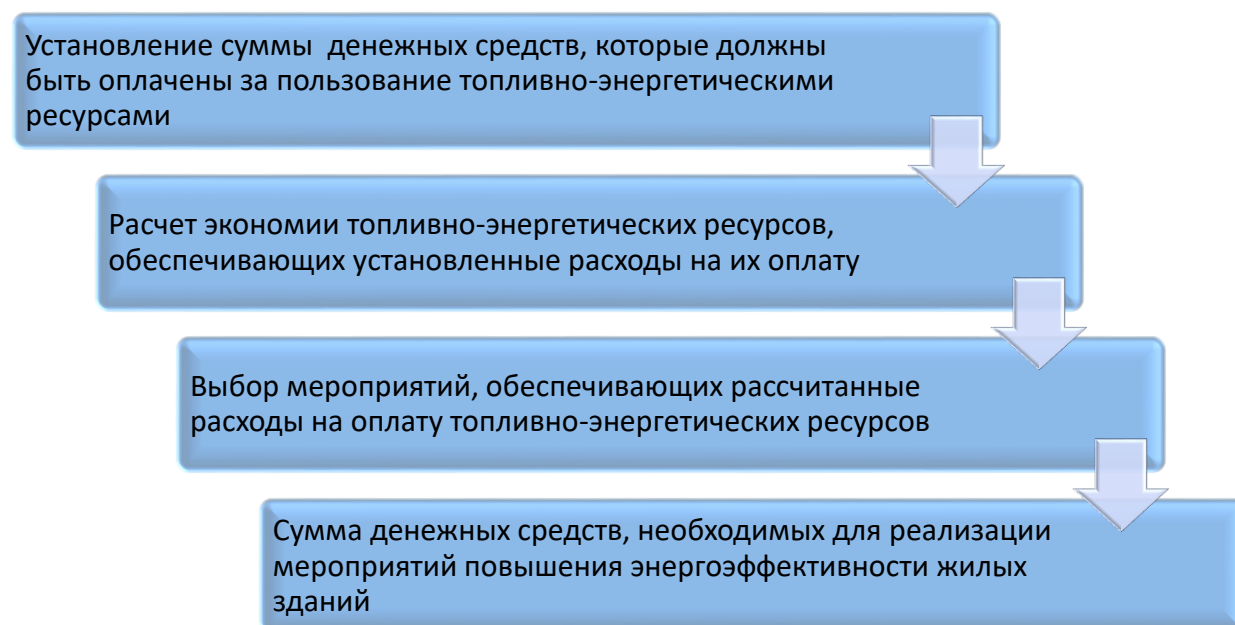 Установление суммы  денежных средств, которые должны
быть оплачены за пользование топливно-энергетическими
ресурсами
Расчет экономии топливно-энергетических ресурсов,
обеспечивающих установленные расходы на их оплату
Выбор мероприятий, обеспечивающих рассчитанные
расходы на оплату топливно-энергетических ресурсов
Сумма денежных средств, необходимых для реализации
мероприятий повышения энергоэффективности жилых
зданий